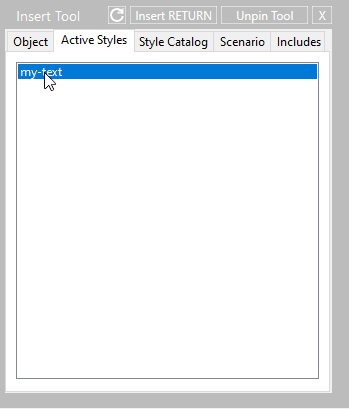 Insert Tool Insert RETURN Unpin Tool X
Object Active Styles Style Catalog Scenario Includes
my-text